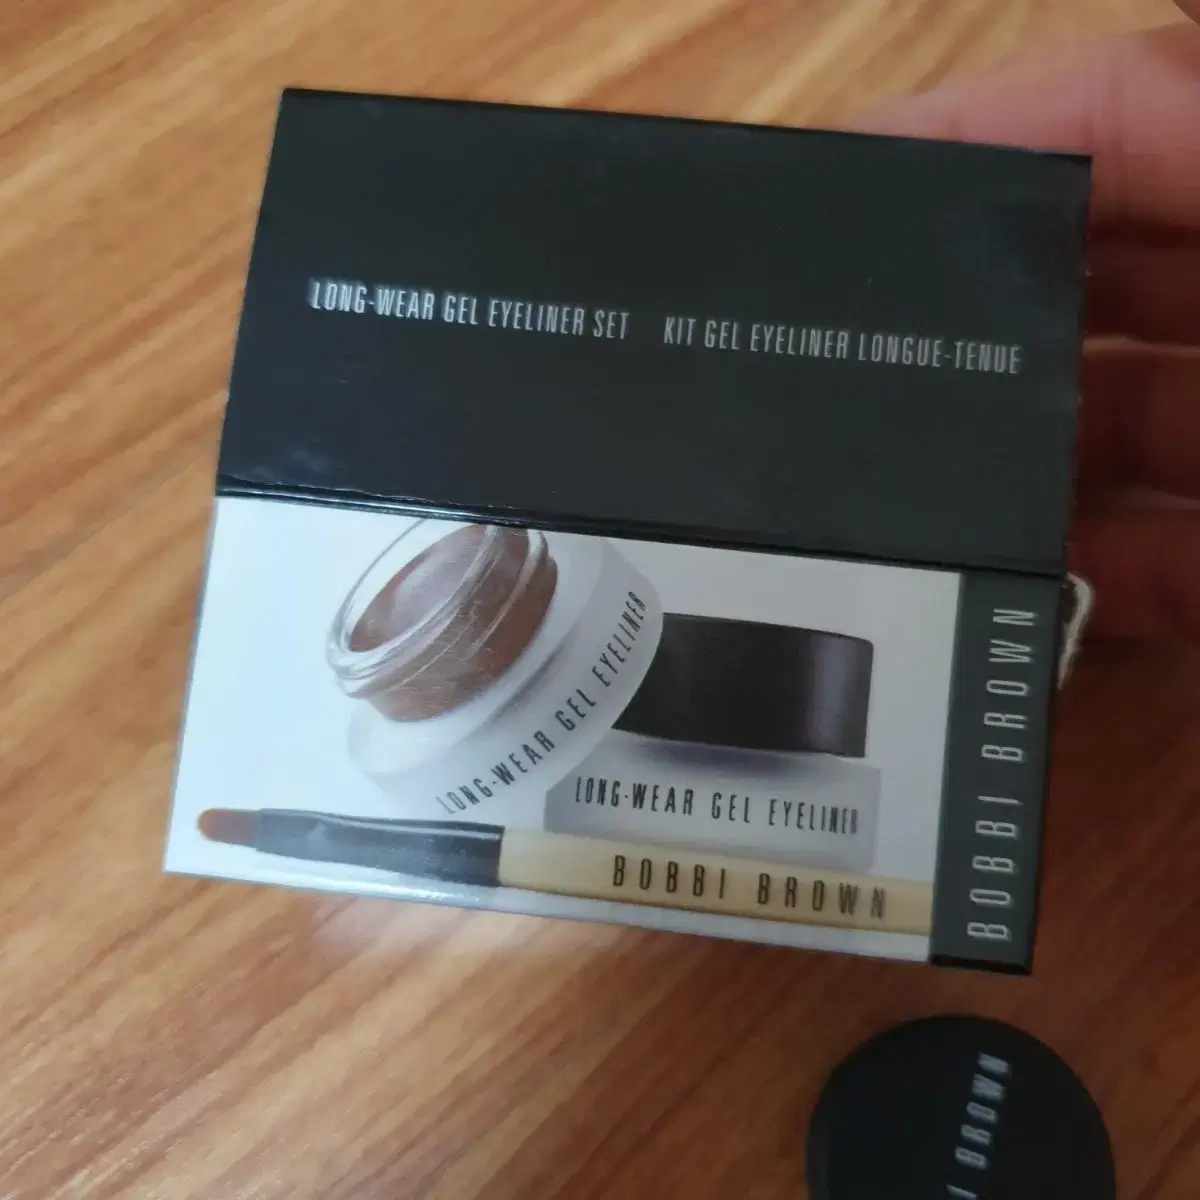 LONG-WEAR GEL EYELINER SET
KIT GEL EYELINER LONGUE-TENUE
LONG-WEAR GEL EYELINER
LONG-WEAR GEL EYELINER
BOBBI BROWN
BOBBI BROWN
BROWN